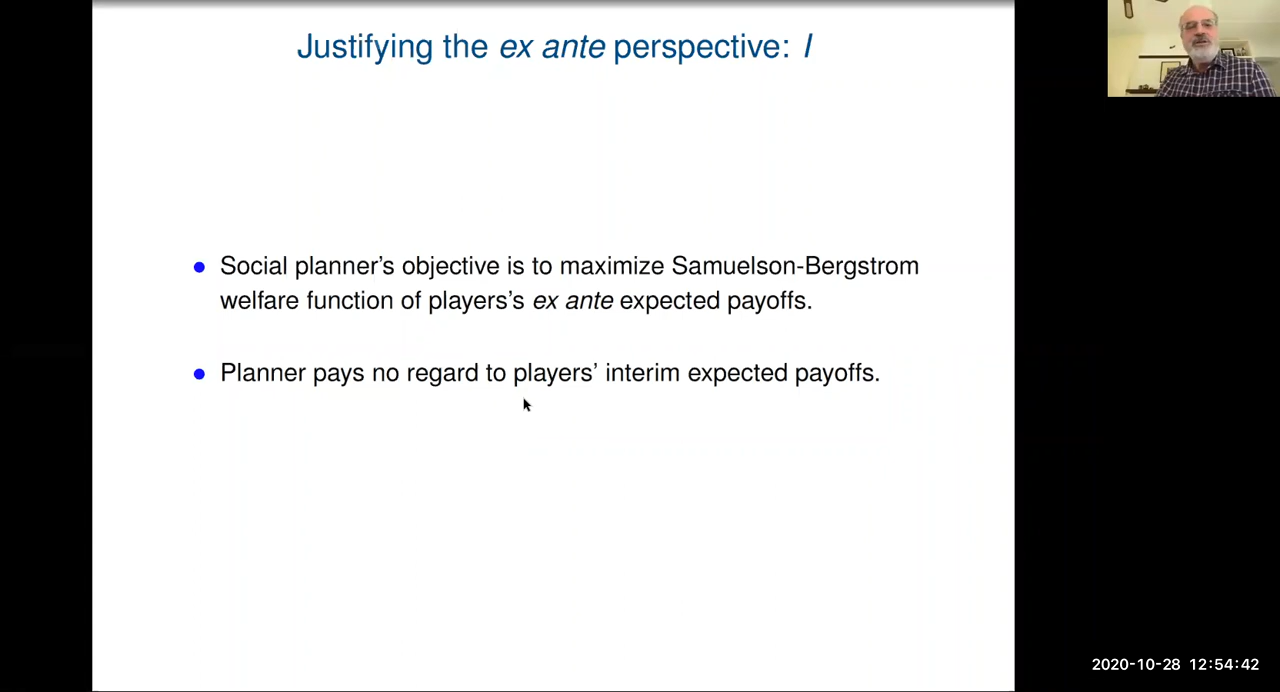 Justifying the ex ante perspective: I
• Social planner's objective is to maximize Samuelson-Bergstrom
welfare function of players's ex ante expected payoffs.
• Planner pays no regard to players' interim expected payoffs.
2020-10-28 12:54:42